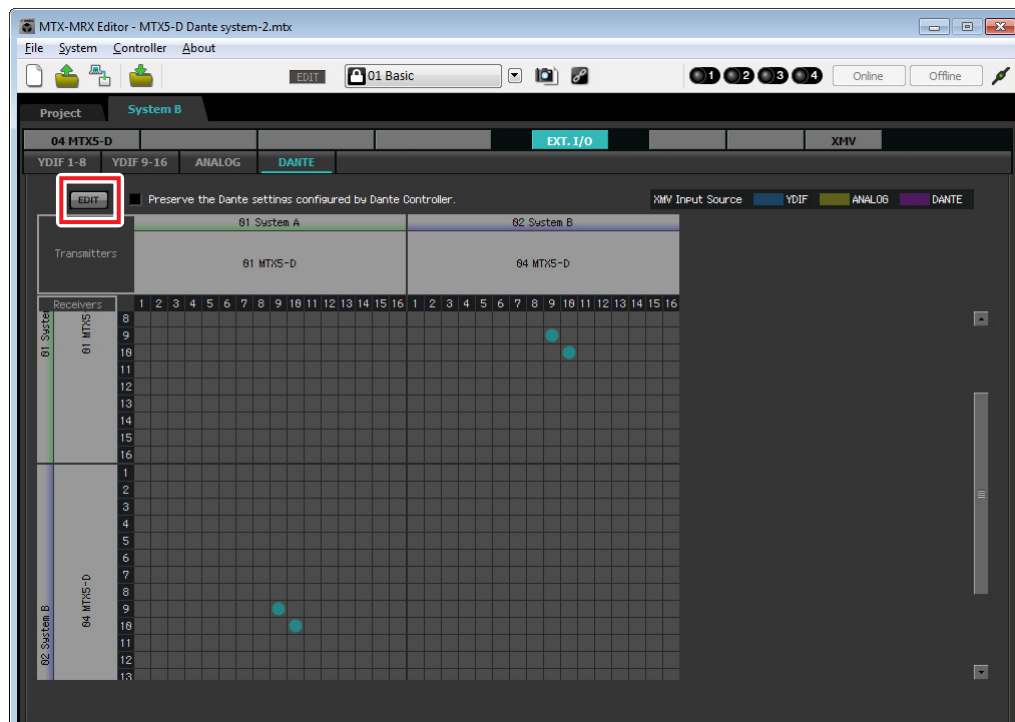 MTX-MRX Editor - MTX5-D Dante system-2.mtx
File System Controller About
EDIT 01 Basic 1 2 3 4 Online Offline
Project System B
04 MTX5-D EXT. I/O XMV
YDIF 1-8 YDIF 9-16 ANALOG DANTE
EDIT Preserve the Dante settings configured by Dante Controller. XMV Input Source YDIF ANALOG DANTE
01 System A 02 System B
Transmitters 01 MTX5-D 04 MTX5-D
Receivers 1 2 3 4 5 6 7 8 9 10 11 12 13 14 15 16 1 2 3 4 5 6 7 8 9 10 11 12 13 14 15 16
01 System
01 MTX5
8
9
10
11
12
13
14
15
16
02 System B
04 MTX5-D
1
2
3
4
5
6
7
8
9
10
11
12
13